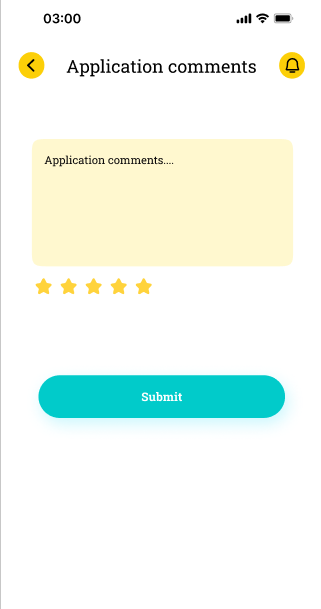 03:00
Application comments
Application comments....
Submit